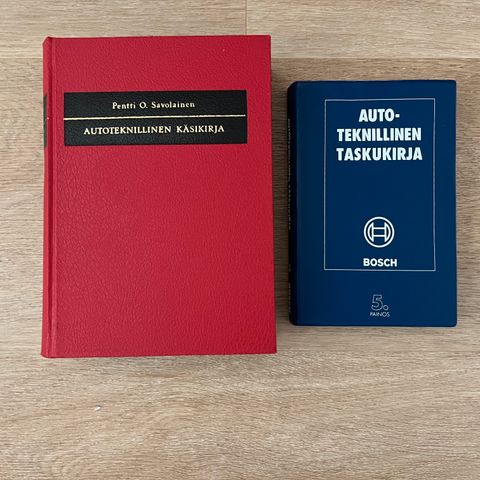 Pentti O. Savolainen
AUTOTEKNILLINEN KÄSIKIRJA
AUTO-
TEKNILLINEN
TASKUKIRJA
BOSCH
5.
PAINOS